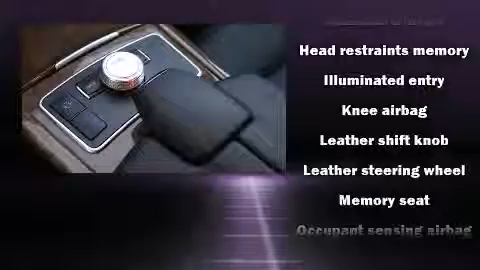 Head restraints memory
Illuminated entry
Knee airbag
Leather shift knob
Leather steering wheel
Memory seat
Occupant sensing airbag